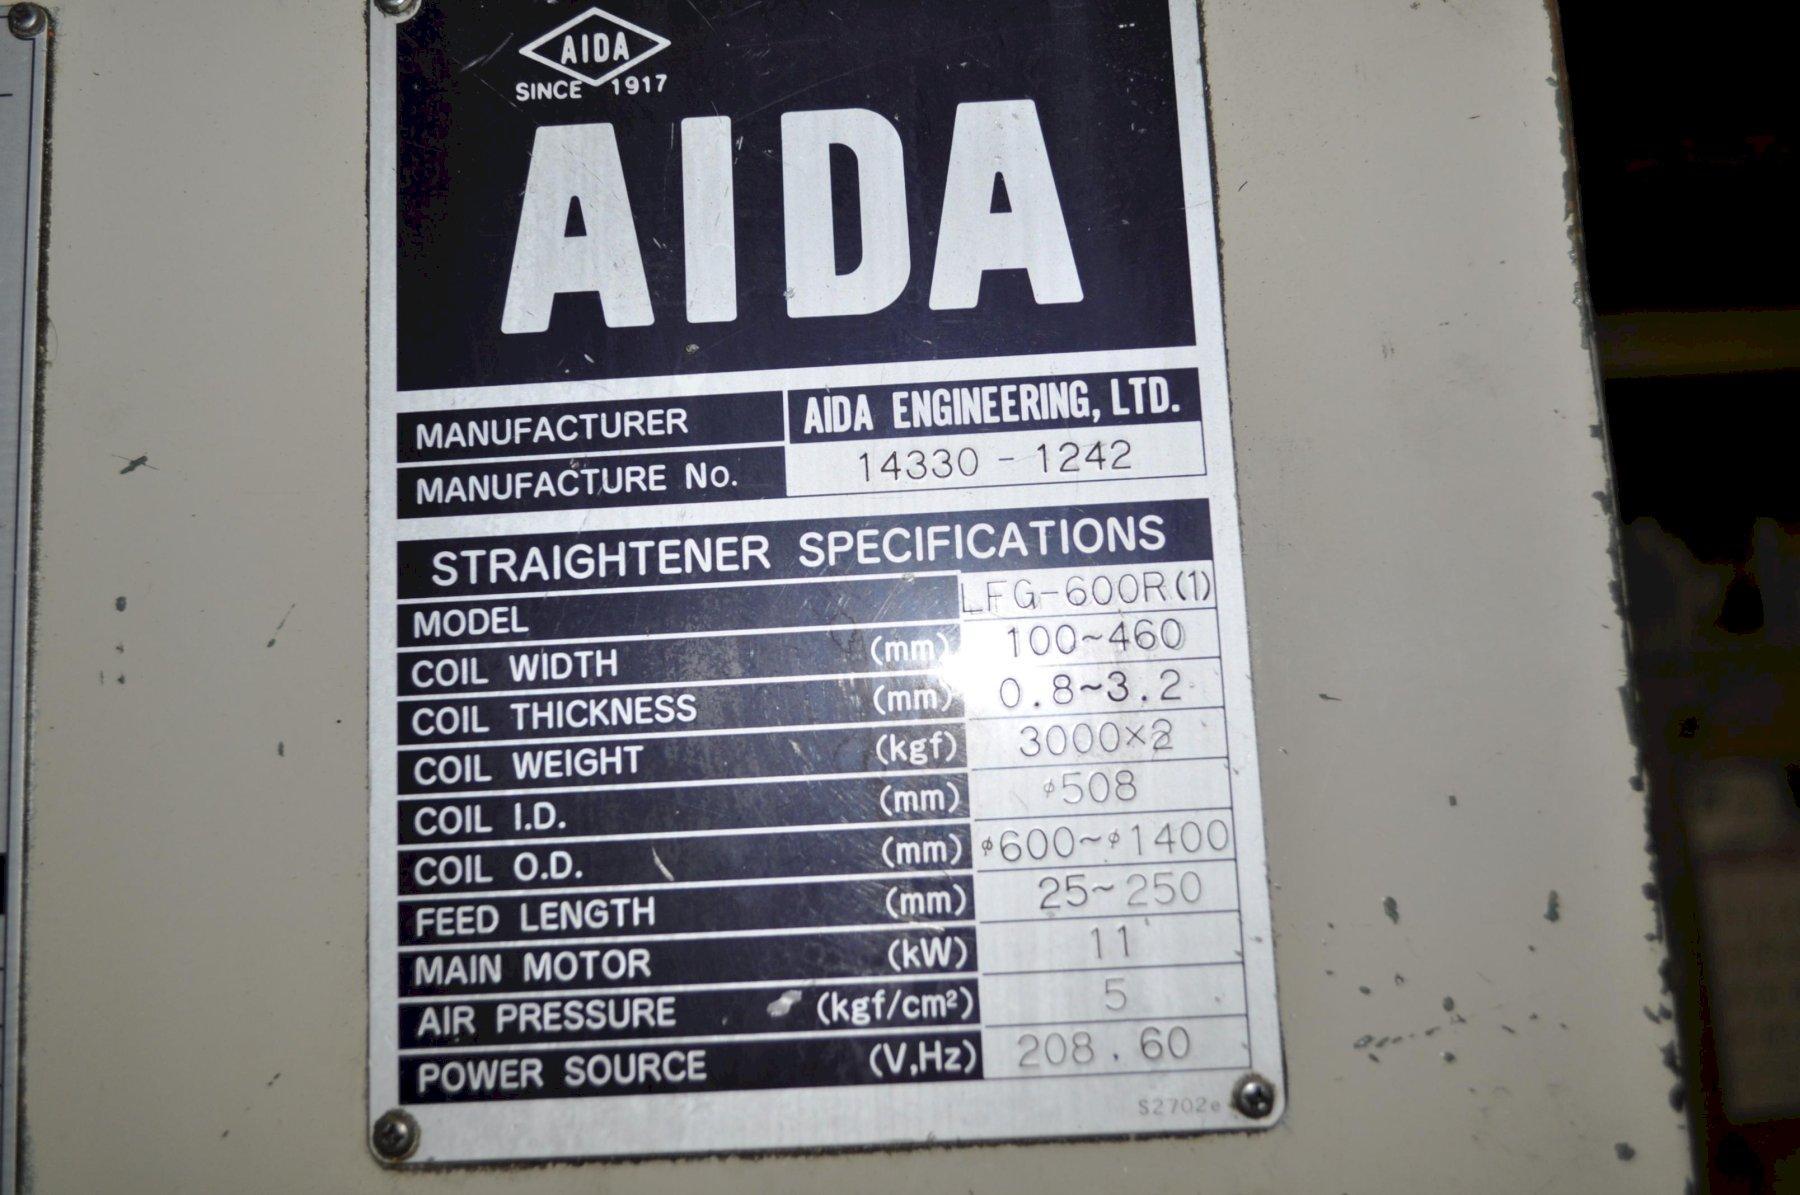 AIDA
SINCE 1917
AIDA
MANUFACTURER AIDA ENGINEERING, LTD.
MANUFACTURE No. 14330 - 1242
STRAIGHTENER SPECIFICATIONS
MODEL LFG-600R(1)
COIL WIDTH (mm) 100~460
COIL THICKNESS (mm) 0.8~3.2
COIL WEIGHT (kgf) 3000×2
COIL I.D. (mm) φ508
COIL O.D. (mm) φ600~φ1400
FEED LENGTH (mm) 25~250
MAIN MOTOR (kW) 11
AIR PRESSURE (kgf/cm²) 5
POWER SOURCE (V,Hz) 208 . 60
S2702e